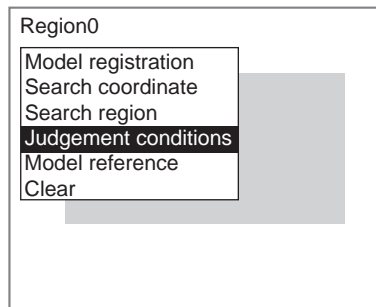 Region0
Model registration
Search coordinate
Search region
Judgement conditions
Model reference
Clear